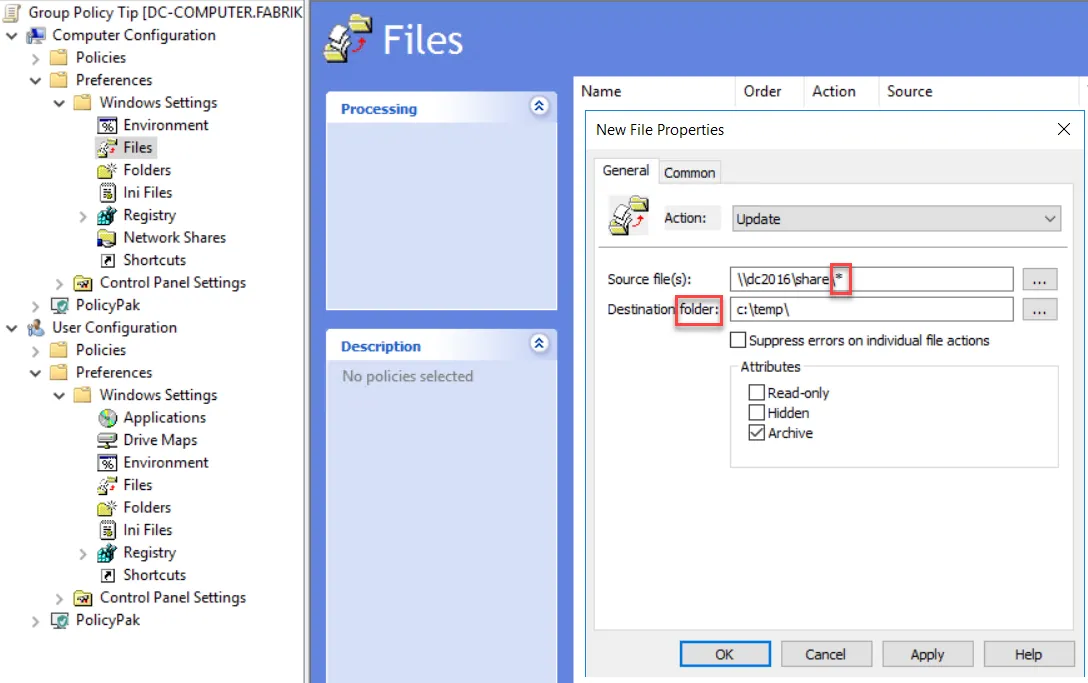 Group Policy Tip [DC-COMPUTER.FABRIK
Computer Configuration
Policies
Preferences
Windows Settings
Environment
Files
Folders
Ini Files
Registry
Network Shares
Shortcuts
Control Panel Settings
PolicyPak
User Configuration
Policies
Preferences
Windows Settings
Applications
Drive Maps
Environment
Files
Folders
Ini Files
Registry
Shortcuts
Control Panel Settings
PolicyPak
Files
Processing
Description
No policies selected
Name Order Action Source
New File Properties
General Common
Action: Update
Source file(s): \\dc2016\share\* ...
Destination folder: c:\temp\ ...
Suppress errors on individual file actions
Attributes
Read-only
Hidden
Archive
OK Cancel Apply Help